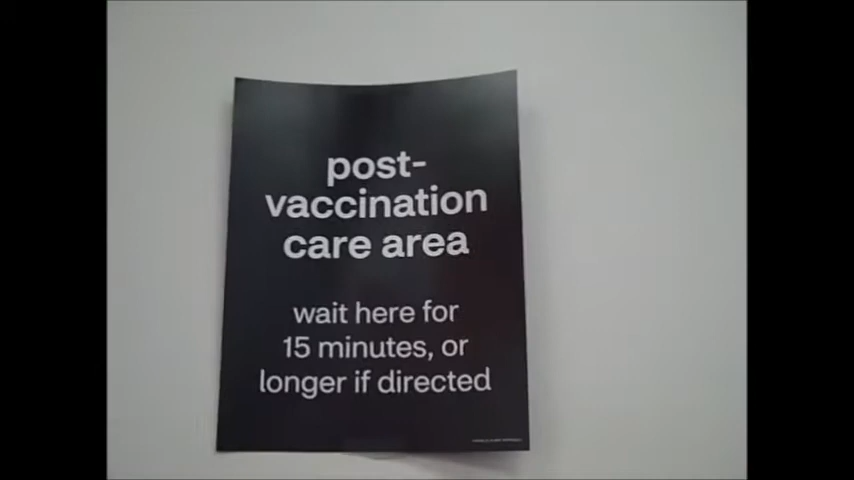 post-
vaccination
care area
wait here for
15 minutes, or
longer if directed